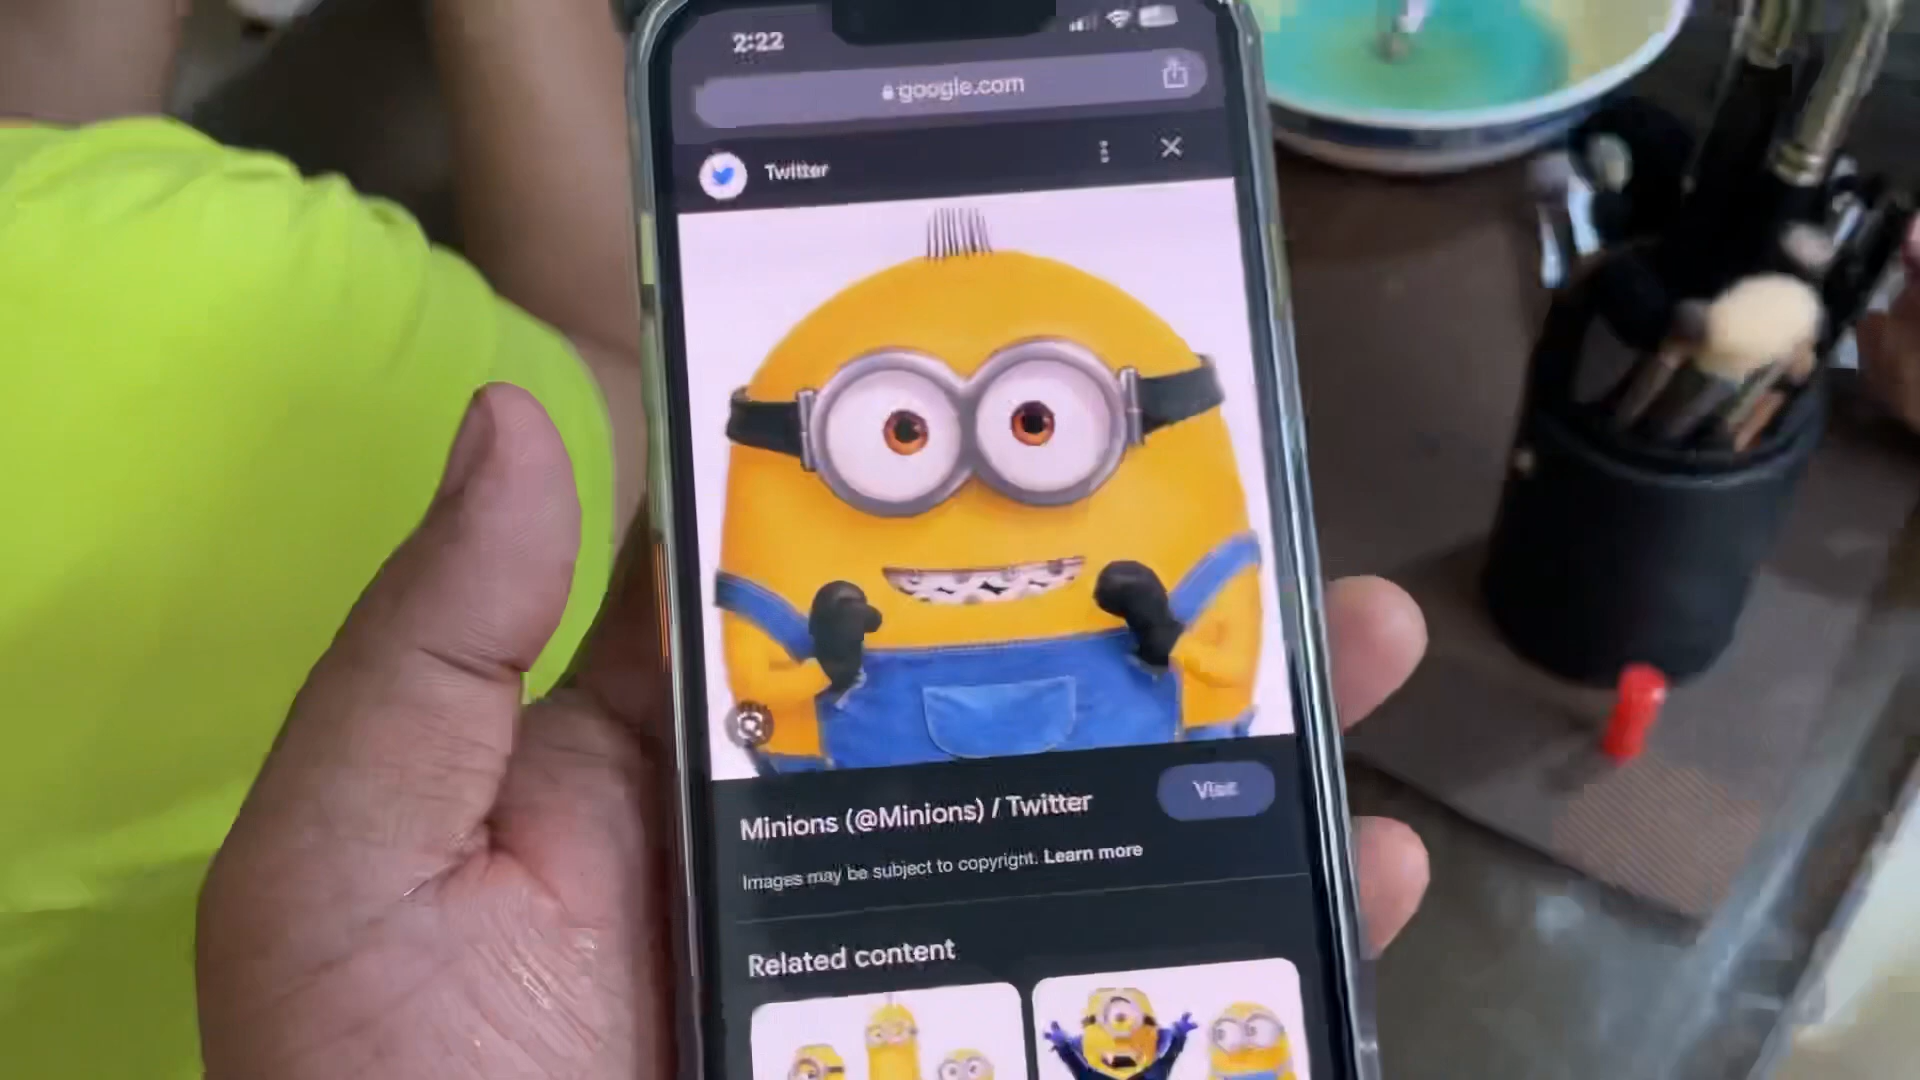 2:22
google.com
Twitter
Minions (@Minions) / Twitter
Visit
Images may be subject to copyright. Learn more
Related content